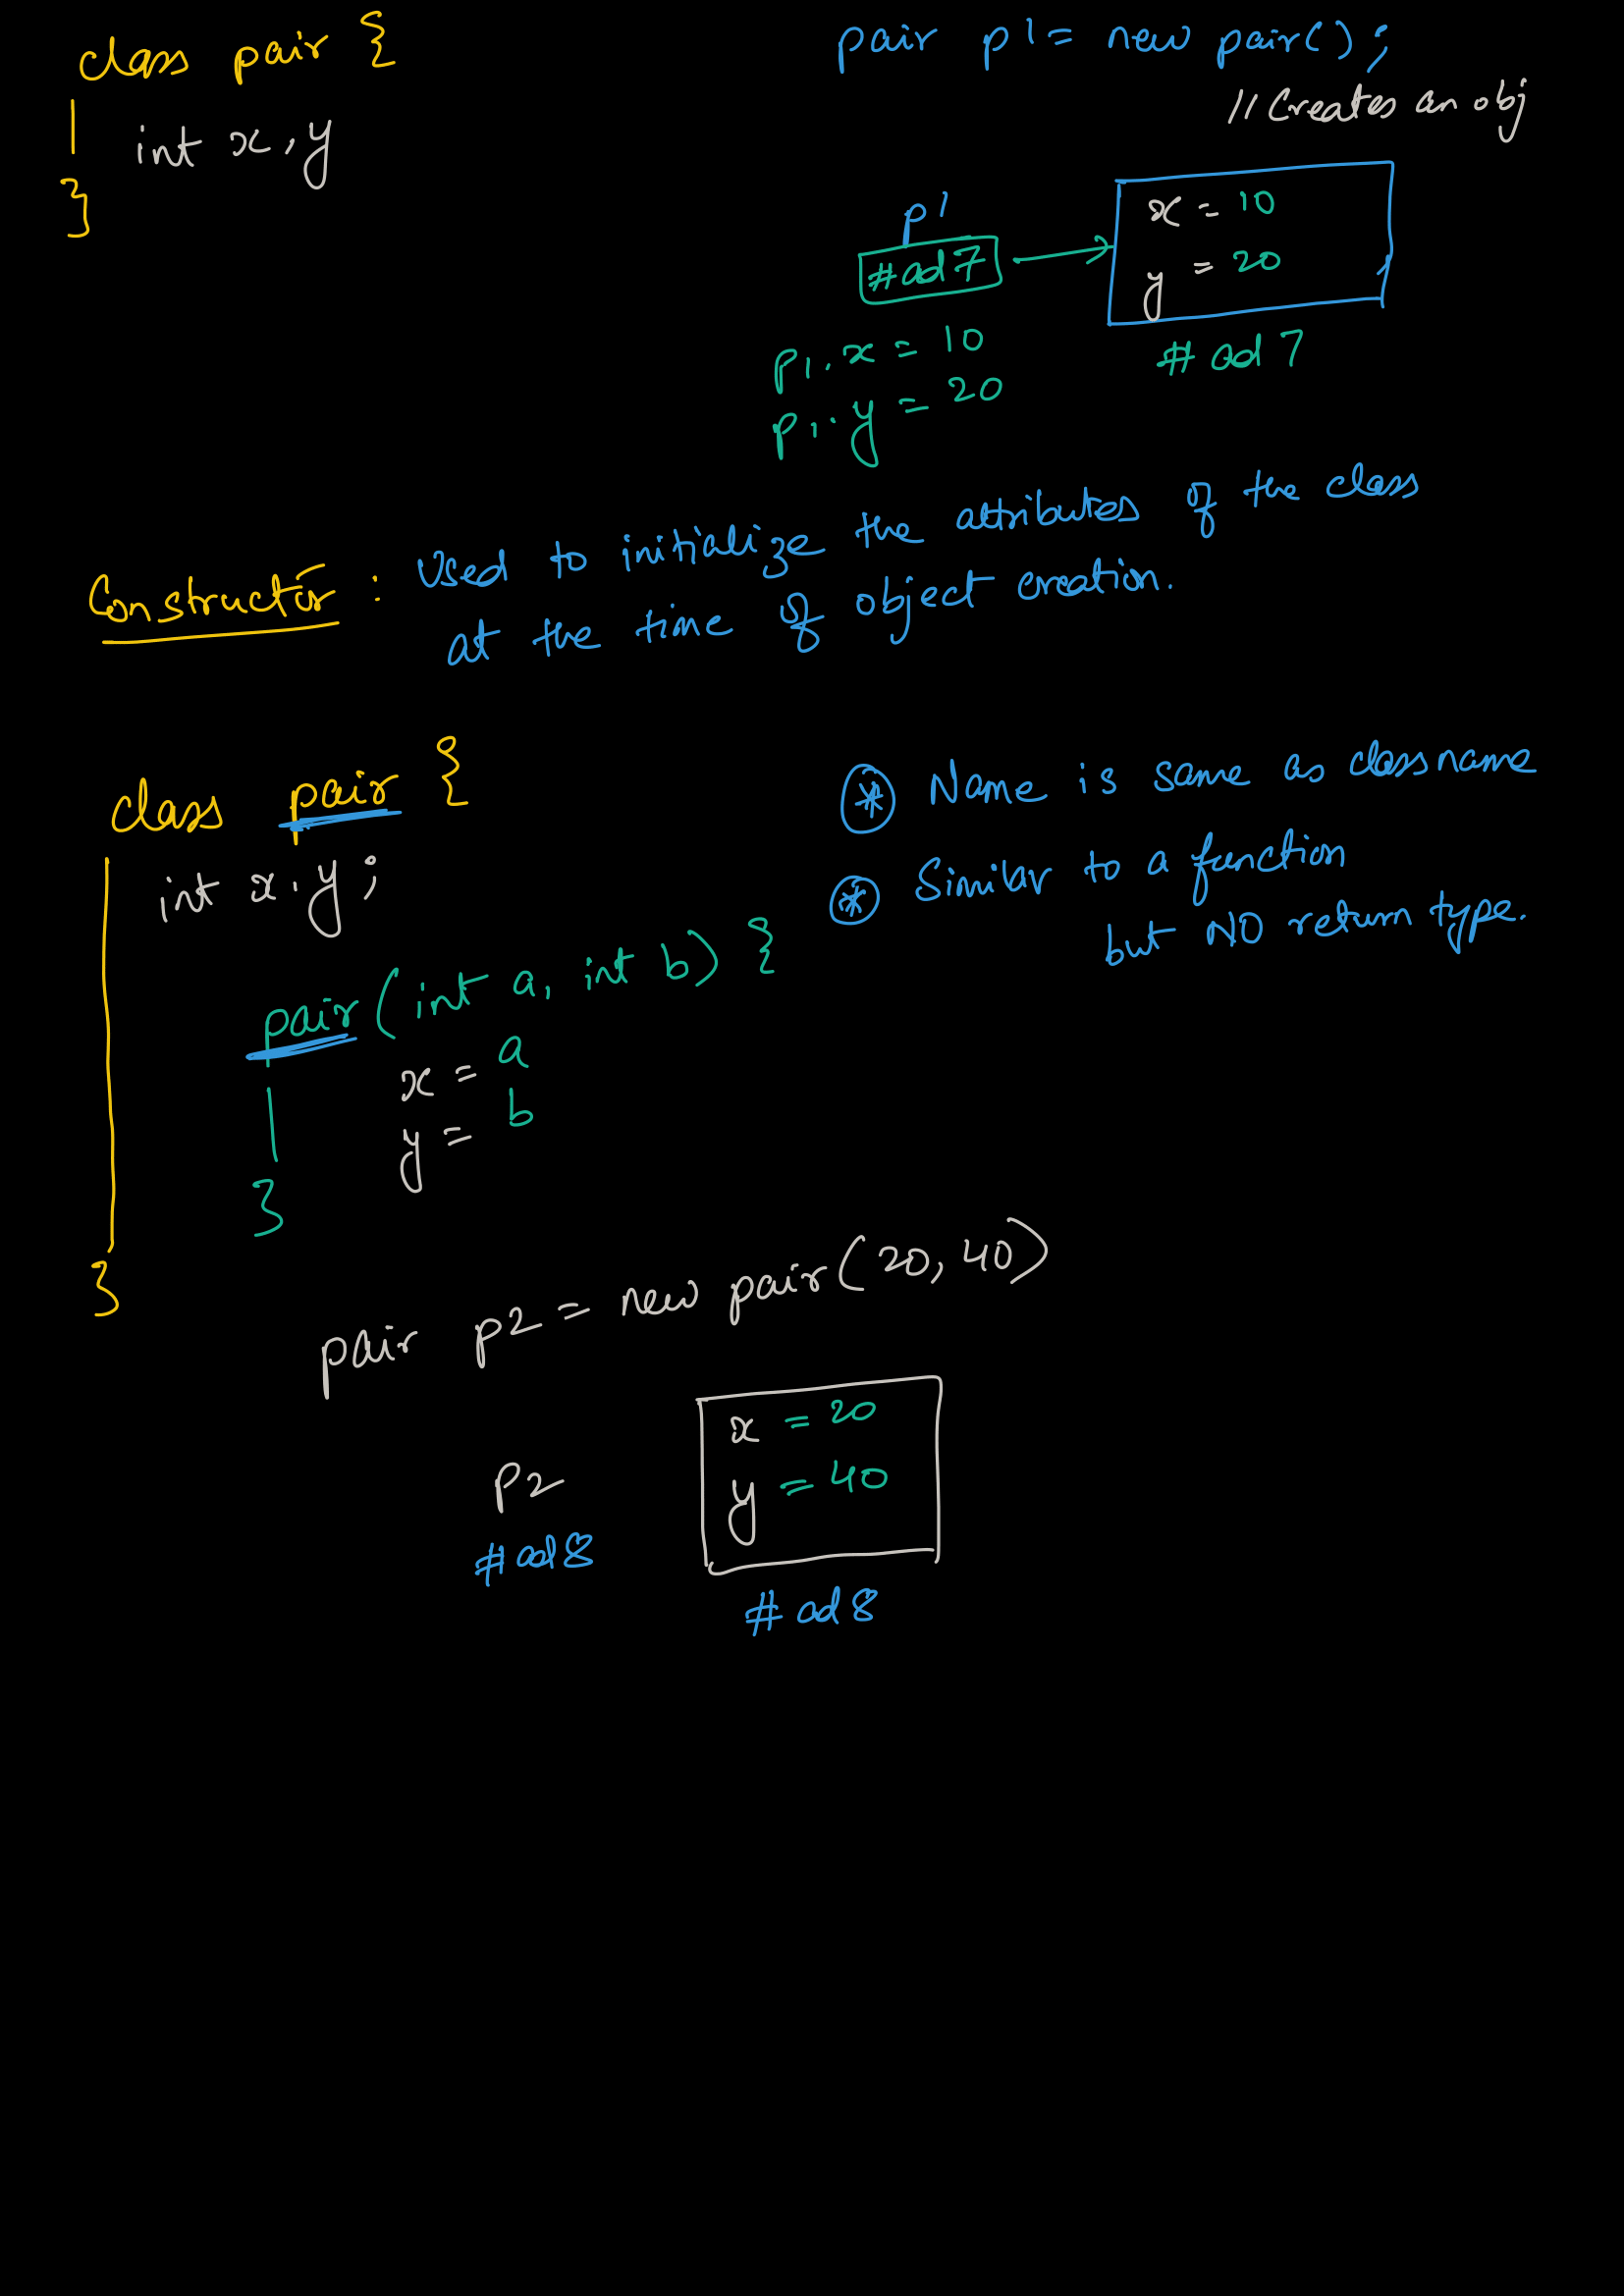 class pair {
int x, y
}
pair p1 = new pair();
// Creates an obj
p1
#ad7
x = 10
y = 20
#ad7
p1.x = 10
p1.y = 20
Constructor : Used to initialize the attributes of the class
at the time of object creation.
class pair {
int x,y;
pair (int a, int b) {
x = a
y = b
}
}
* Name is same as classname
* Similar to a function
but NO return type.
pair p2 = new pair(20, 40)
x = 20
y = 40
P2
#ad8
#ad8